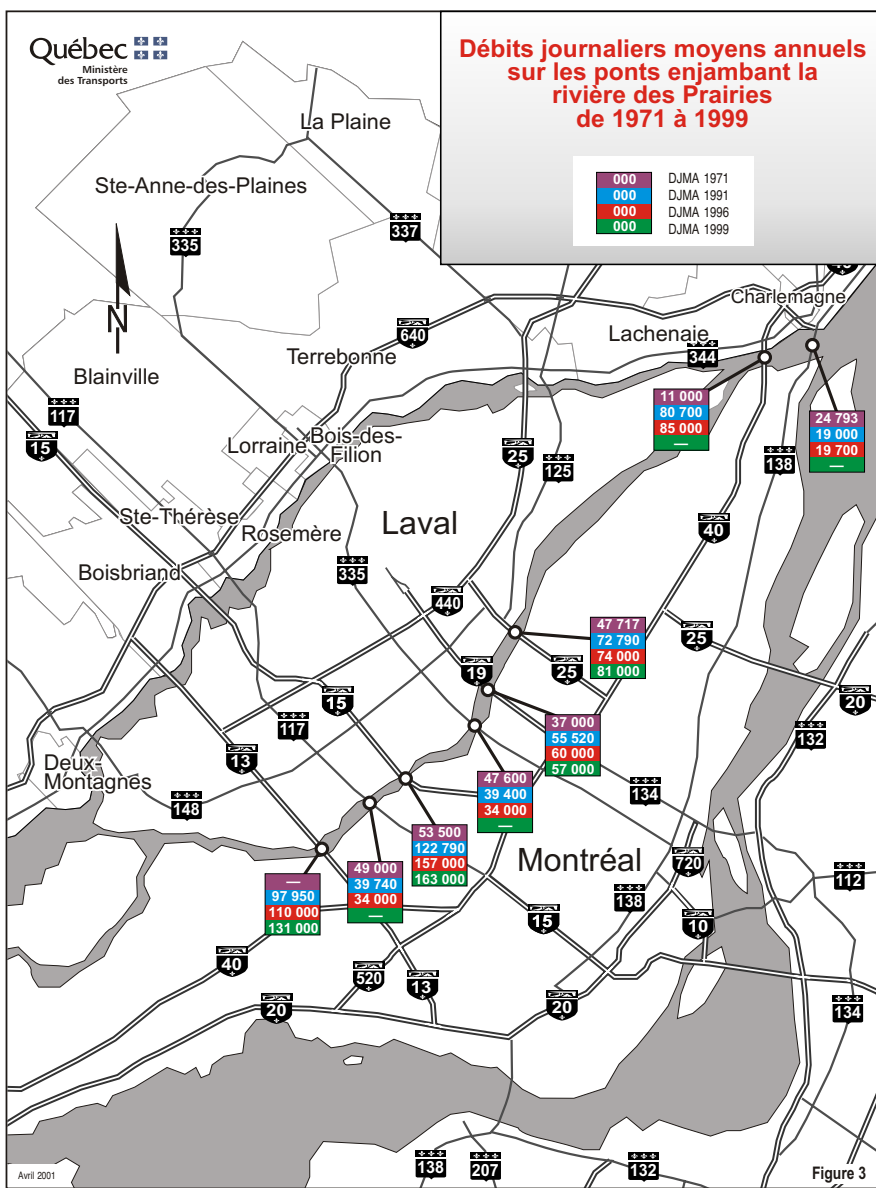 Québec
Ministère
des Transports
Débits journaliers moyens annuels
sur les ponts enjambant la
rivière des Prairies
de 1971 à 1999
000 DJMA 1971
000 DJMA 1991
000 DJMA 1996
000 DJMA 1999
La Plaine
Ste-Anne-des-Plaines
335
337
N
640
Charlemagne
Lachenaie
344
Terrebonne
Blainville
117
15
11 000
80 700
85 000
—
24 793
19 000
19 700
—
Lorraine
Bois-des-
Filion
25
125
138
Ste-Thérèse
Rosemère
Laval
40
Boisbriand
335
440
47 717
72 790
74 000
81 000
25
25
19
15
20
117
13
37 000
55 520
60 000
57 000
132
Deux-
Montagnes
148
47 600
39 400
34 000
—
134
53 500
122 790
157 000
163 000
Montréal
720
49 000
39 740
34 000
—
—
97 950
110 000
131 000
112
138
15
10
40
520
13
20
20
134
138
207
132
Avril 2001
Figure 3